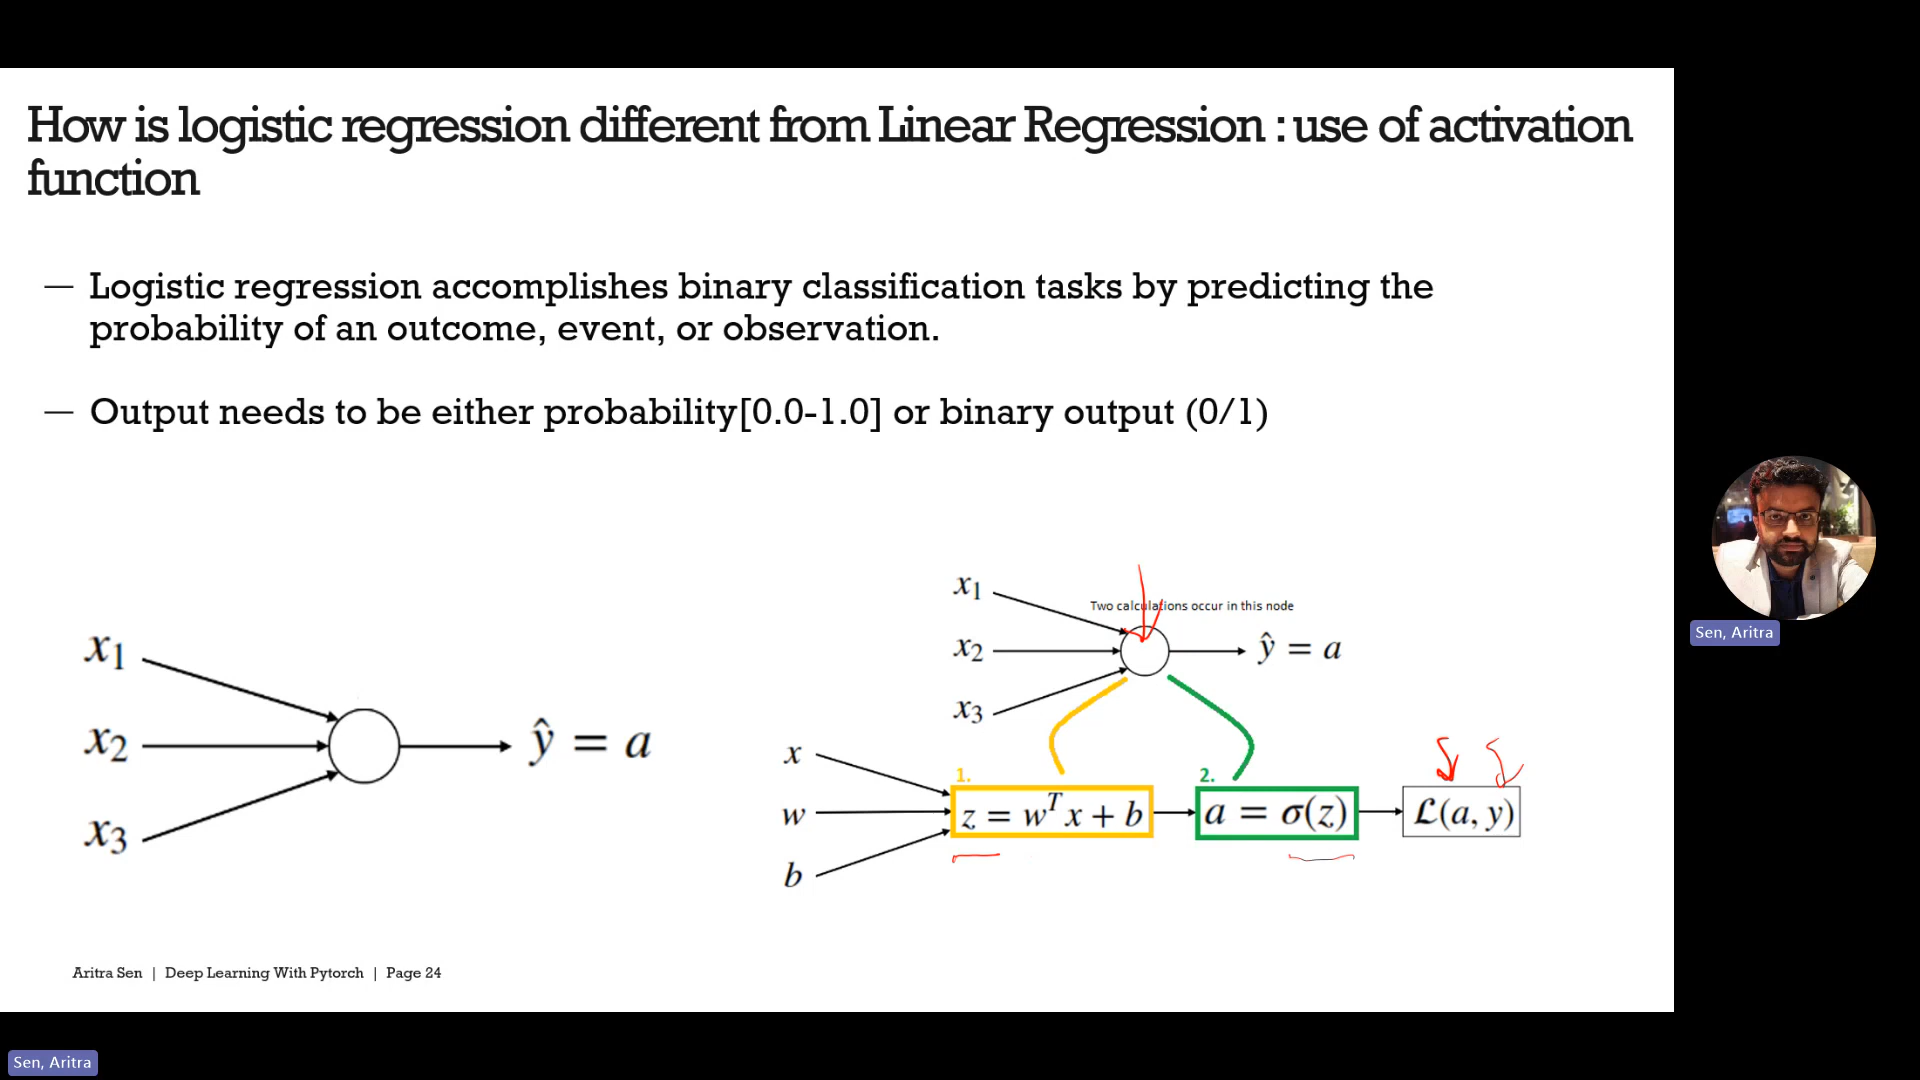 How is logistic regression different from Linear Regression : use of activation
function
— Logistic regression accomplishes binary classification tasks by predicting the
probability of an outcome, event, or observation.
— Output needs to be either probability[0.0-1.0] or binary output (0/1)
x₁
x₂
x₃
ŷ = a
x₁
Two calculations occur in this node
x₂
ŷ = a
x₃
x
w
b
1.
z = wᵀx + b
2.
a = σ(z)
ℒ(a, y)
Aritra Sen | Deep Learning With Pytorch | Page 24
Sen, Aritra
Sen, Aritra